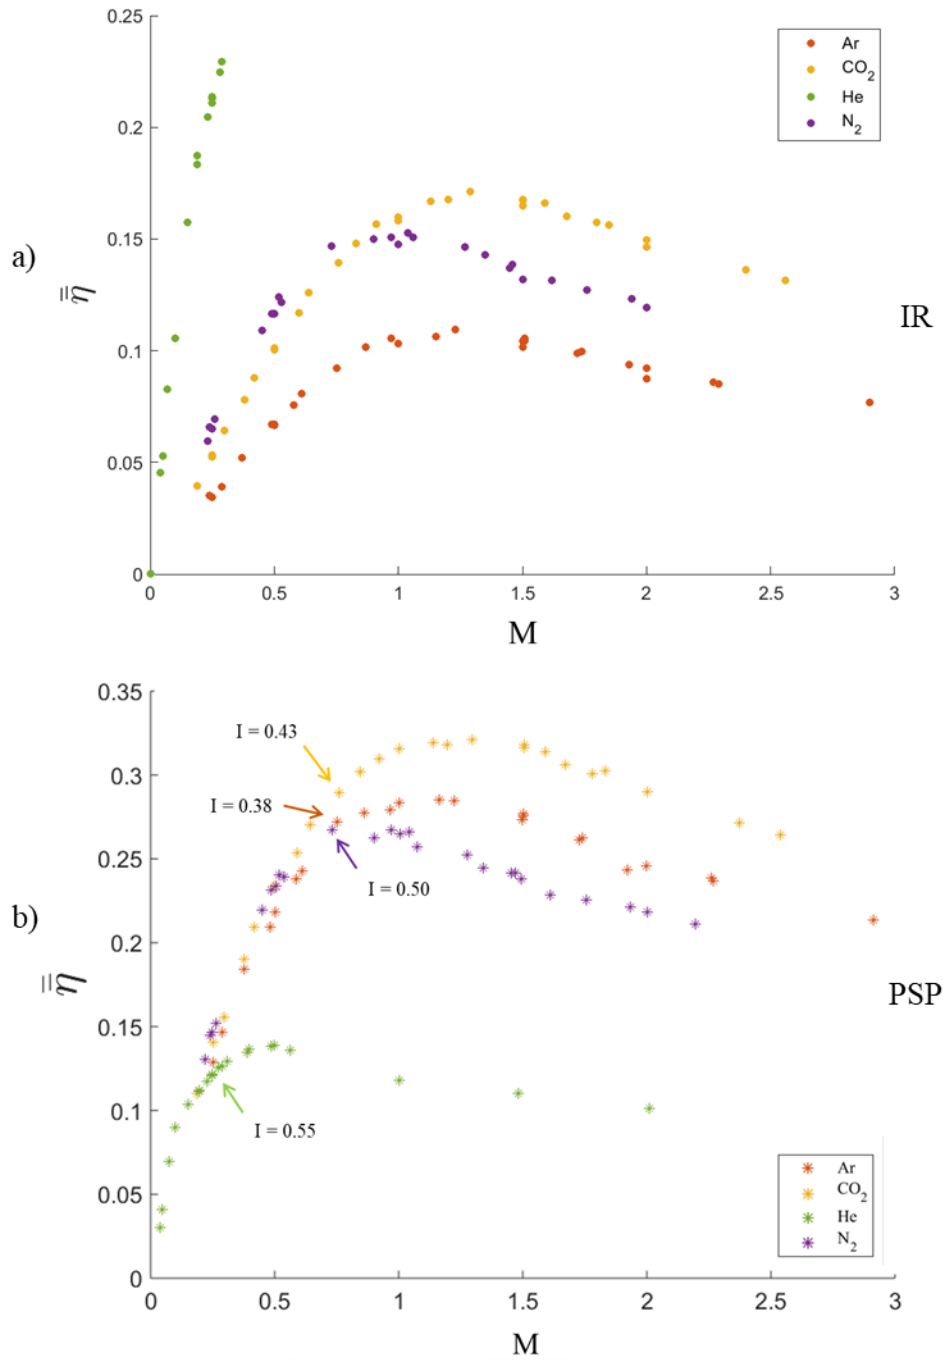 a)
0.25
0.2
0.15
0.1
0.05
0
η̿
0 0.5 1 1.5 2 2.5 3
M
Ar
CO₂
He
N₂
IR
b)
0.35
0.3
0.25
0.2
0.15
0.1
0.05
0
η̿
I = 0.43
I = 0.38
I = 0.50
I = 0.55
0 0.5 1 1.5 2 2.5 3
M
Ar
CO₂
He
N₂
PSP